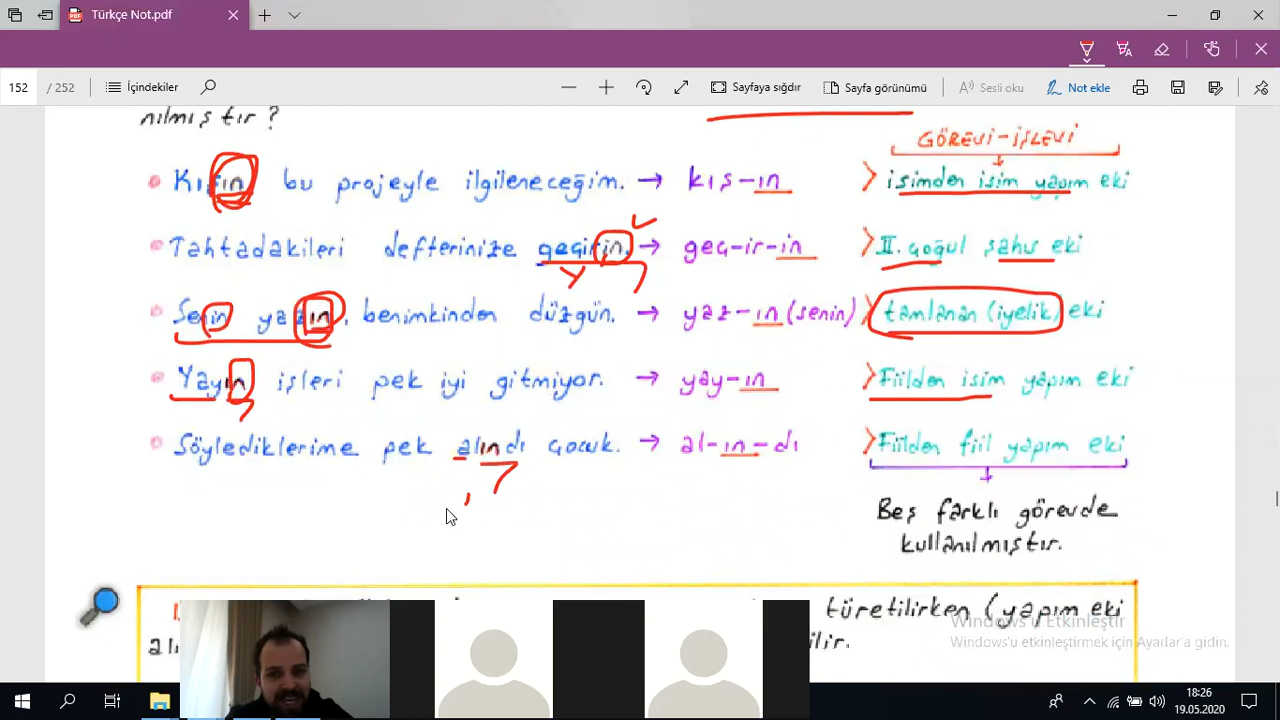 Türkçe Not.pdf
152 / 252 İçindekiler Sayfaya sığdır Sayfa görünümü Sesli oku Not ekle
nılmıştır?
GÖREVİ-İŞLEVİ
Kışın bu projeyle ilgileneceğim. → kış-ın isimden isim yapım eki
Tahtadakileri defterinize geçirin. → geç-ir-in II. çoğul şahıs eki
Senin yazın, benimkinden düzgün. → yaz-ın (senin) tamlanan (iyelik) eki
Yayın işleri pek iyi gitmiyor. → yay-ın Fiilden isim yapım eki
Söylediklerime pek alındı çocuk. → al-ın-dı Fiilden fiil yapım eki
Beş farklı görevde
kullanılmıştır.
türetilirken (yapım eki
Windows'u Etkinleştir
Windows'u etkinleştirmek için Ayarlar'a gidin.
18:26
19.05.2020